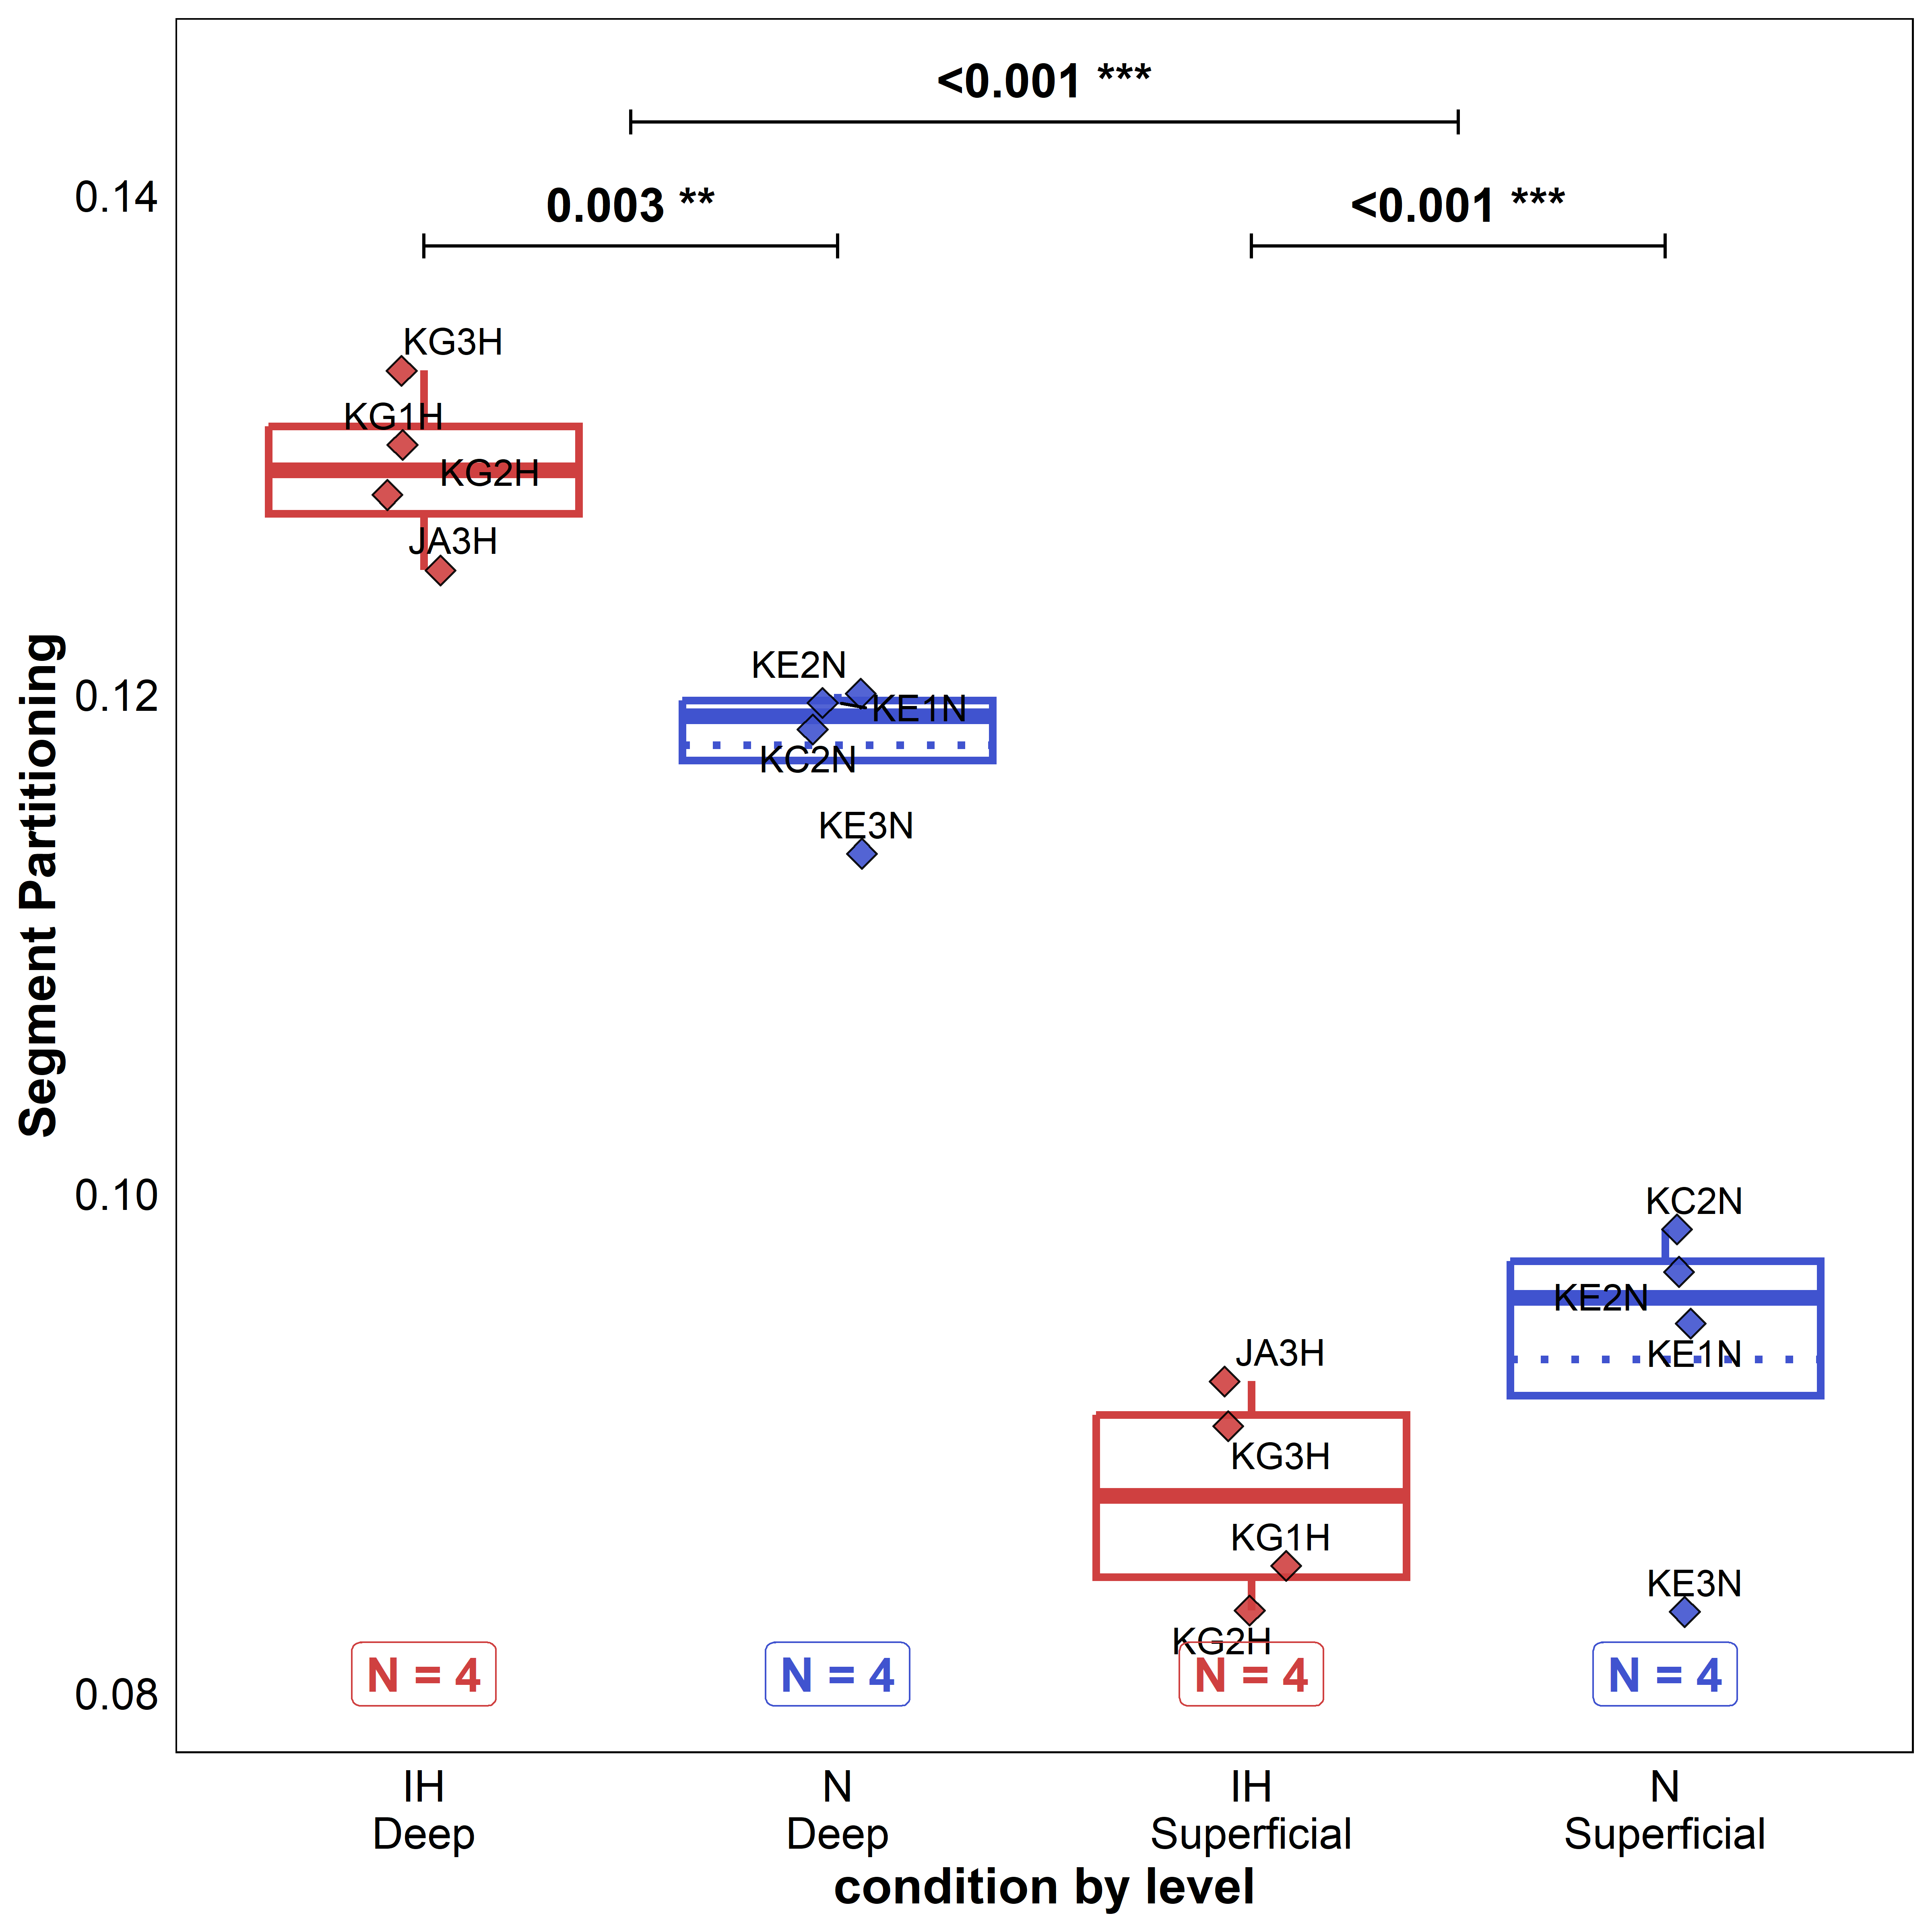 <0.001 ***
0.003 **
<0.001 ***
0.14
0.12
0.10
0.08
Segment Partitioning
KG3H
KG1H
KG2H
JA3H
KE2N
KE1N
KC2N
KE3N
JA3H
KG3H
KG1H
KG2H
KC2N
KE2N
KE1N
KE3N
N = 4
N = 4
N = 4
N = 4
IH
Deep
N
Deep
IH
Superficial
N
Superficial
condition by level